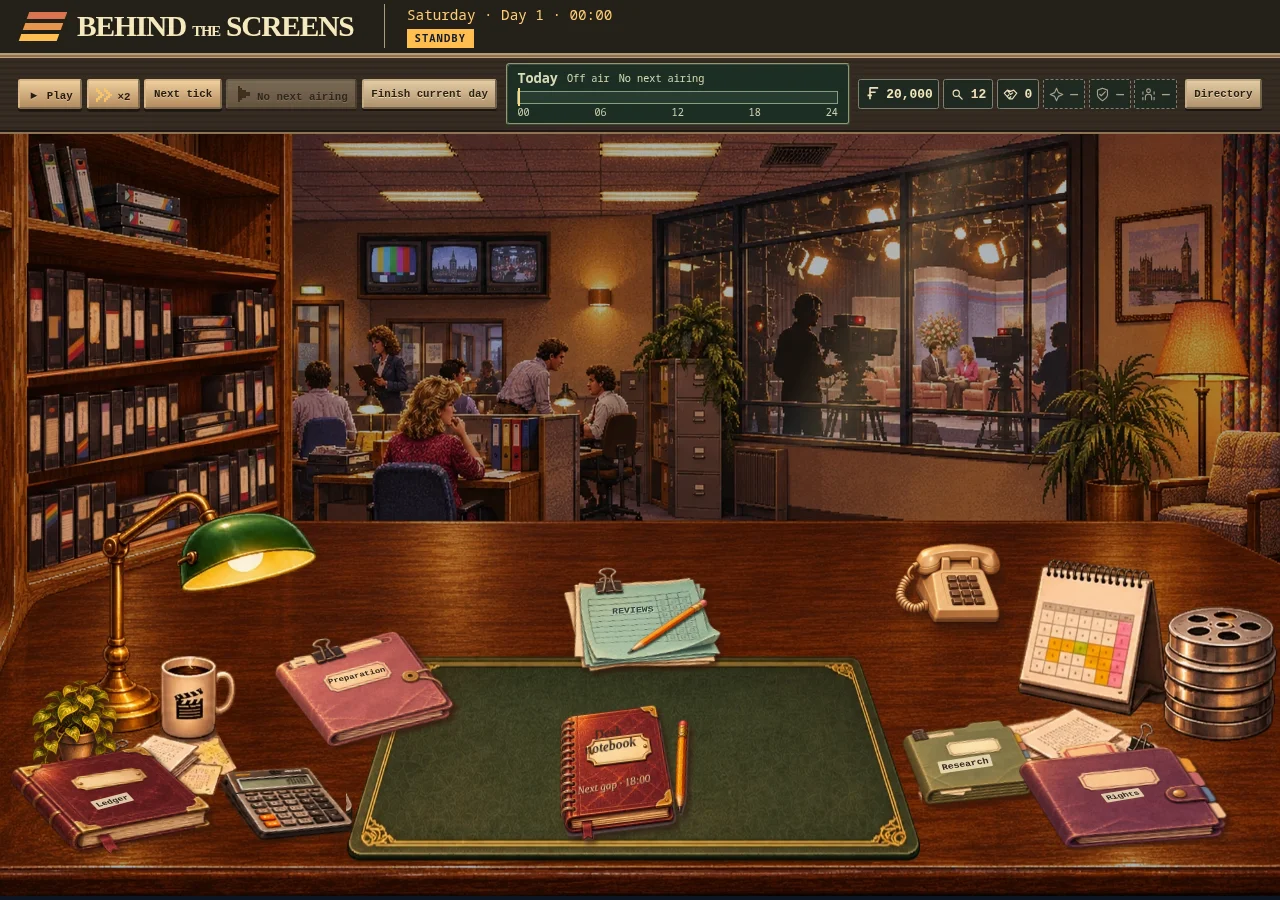 BEHIND THE SCREENS
Saturday · Day 1 · 00:00
STANDBY
Play
×2
Next tick
No next airing
Finish current day
Today Off air No next airing
00 06 12 18 24
20,000
12
0
–
–
–
Directory
REVIEWS
Preparation
Notebook
Next gap · 18:00
Ledger
Research
Rights